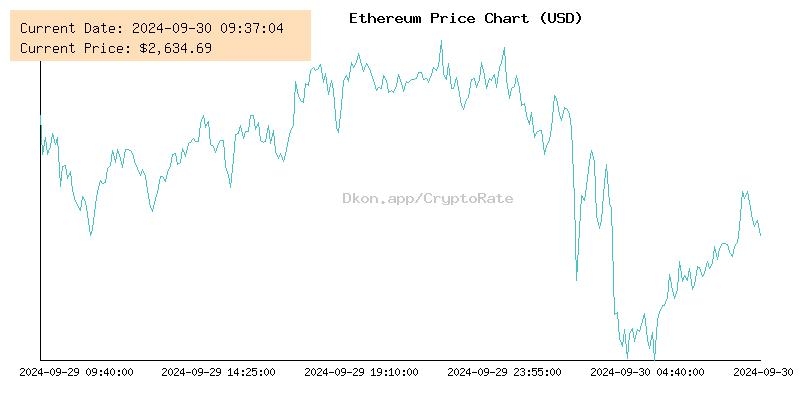 Ethereum Price Chart (USD)
Current Date: 2024-09-30 09:37:04
Current Price: $2,634.69
Dkon.app/CryptoRate
2024-09-29 09:40:00 2024-09-29 14:25:00 2024-09-29 19:10:00 2024-09-29 23:55:00 2024-09-30 04:40:00 2024-09-30